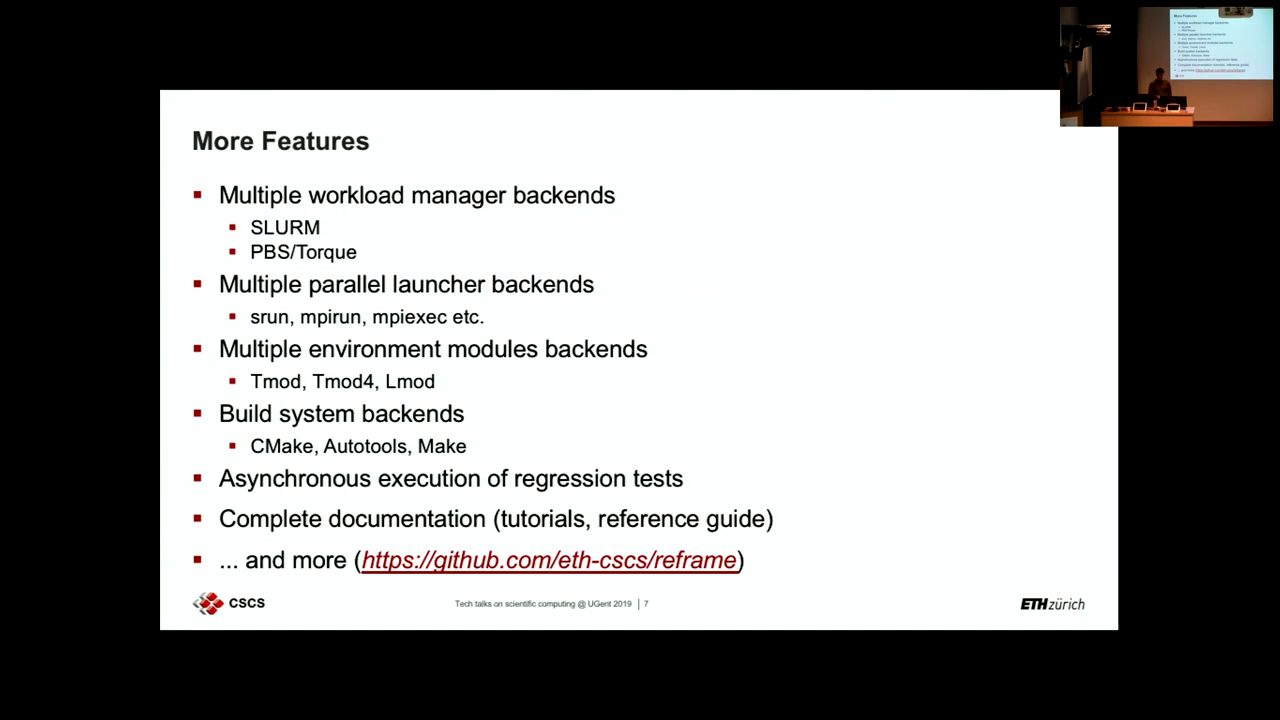 More Features
Multiple workload manager backends
SLURM
PBS/Torque
Multiple parallel launcher backends
srun, mpirun, mpiexec etc.
Multiple environment modules backends
Tmod, Tmod4, Lmod
Build system backends
CMake, Autotools, Make
Asynchronous execution of regression tests
Complete documentation (tutorials, reference guide)
... and more (https://github.com/eth-cscs/reframe)
CSCS
Tech talks on scientific computing @ UGent 2019 | 7
ETH zürich